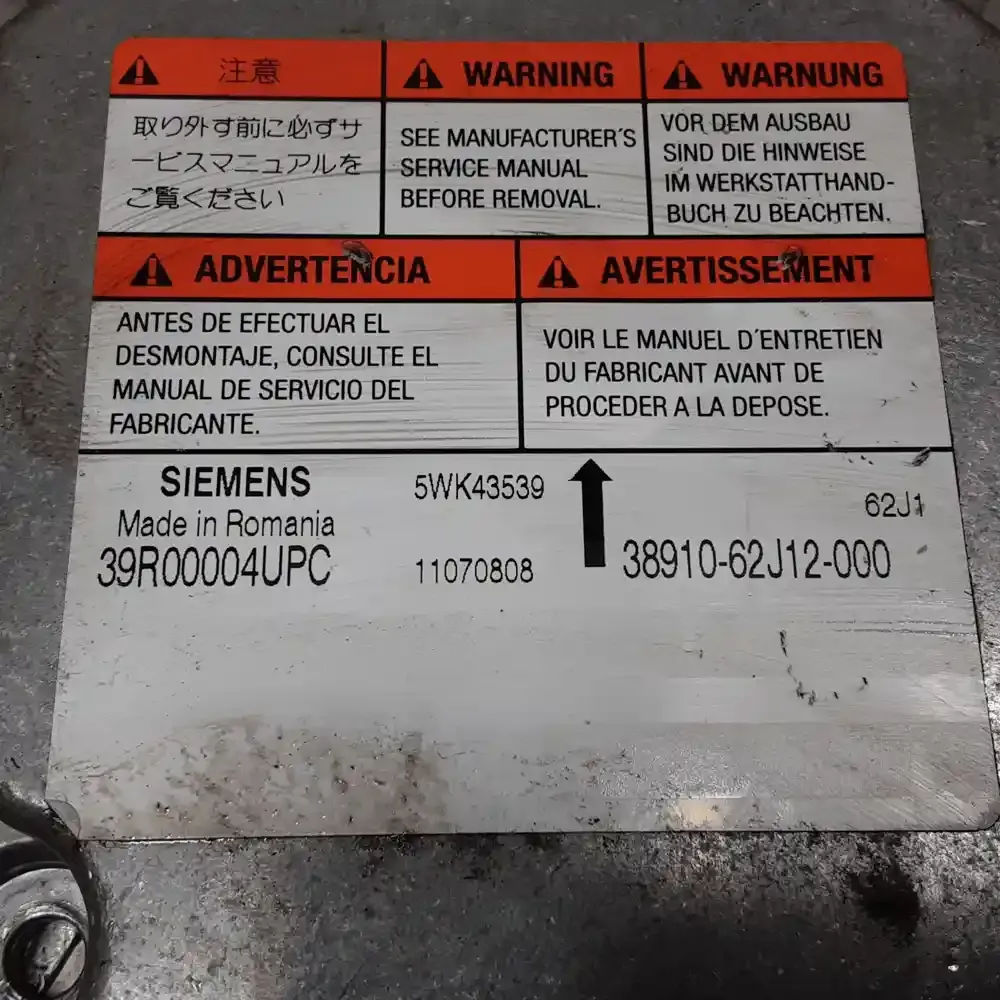 注意
取り外す前に必ずサ
ービスマニュアルを
ご覧ください
WARNING
SEE MANUFACTURER'S
SERVICE MANUAL
BEFORE REMOVAL.
WARNUNG
VOR DEM AUSBAU
SIND DIE HINWEISE
IM WERKSTATTHAND-
BUCH ZU BEACHTEN.
ADVERTENCIA
ANTES DE EFECTUAR EL
DESMONTAJE, CONSULTE EL
MANUAL DE SERVICIO DEL
FABRICANTE.
AVERTISSEMENT
VOIR LE MANUEL D'ENTRETIEN
DU FABRICANT AVANT DE
PROCEDER A LA DEPOSE.
SIEMENS
Made in Romania
39R00004UPC
5WK43539
11070808
62J1
38910-62J12-000